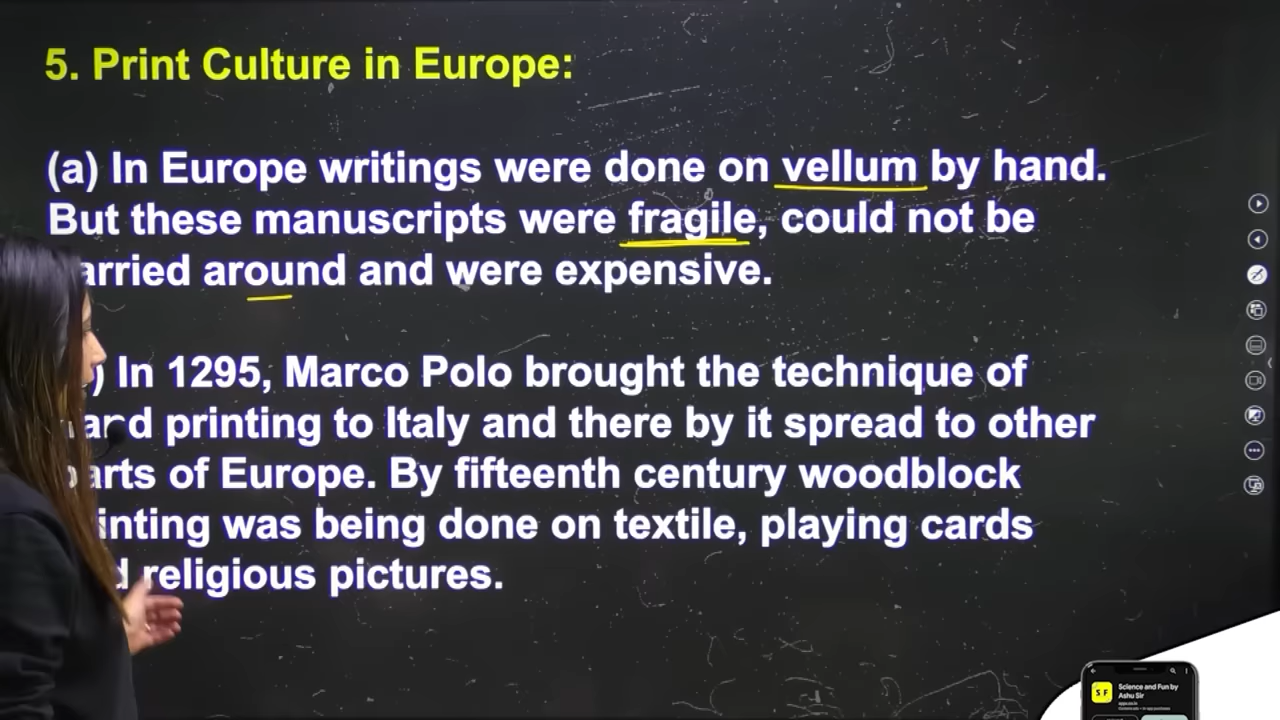 5. Print Culture in Europe:
(a) In Europe writings were done on vellum by hand.
But these manuscripts were fragile, could not be
arried around and were expensive.
) In 1295, Marco Polo brought the technique of
and printing to Italy and there by it spread to other
parts of Europe. By fifteenth century woodblock
inting was being done on textile, playing cards
d religious pictures.
SF
Science and Fun by
Ashu Sir